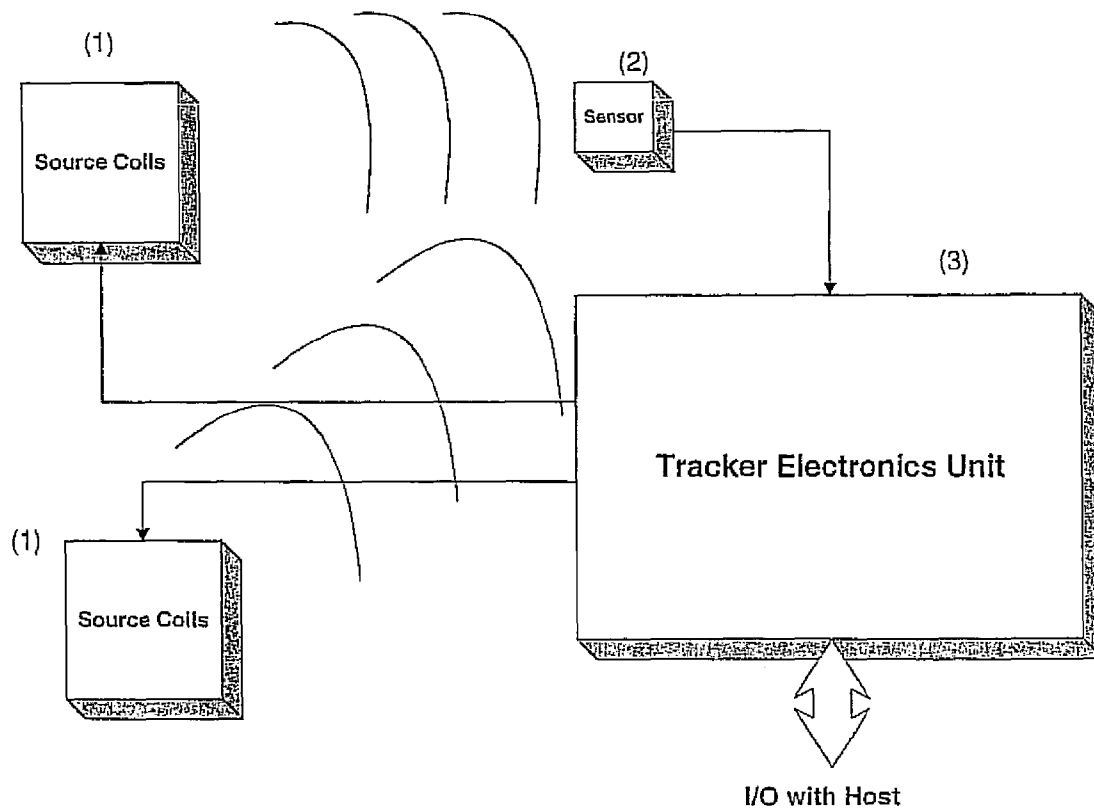 (1)
(2)
Sensor
Source Coils
(3)
Tracker Electronics Unit
(1)
Source Coils
I/O with Host